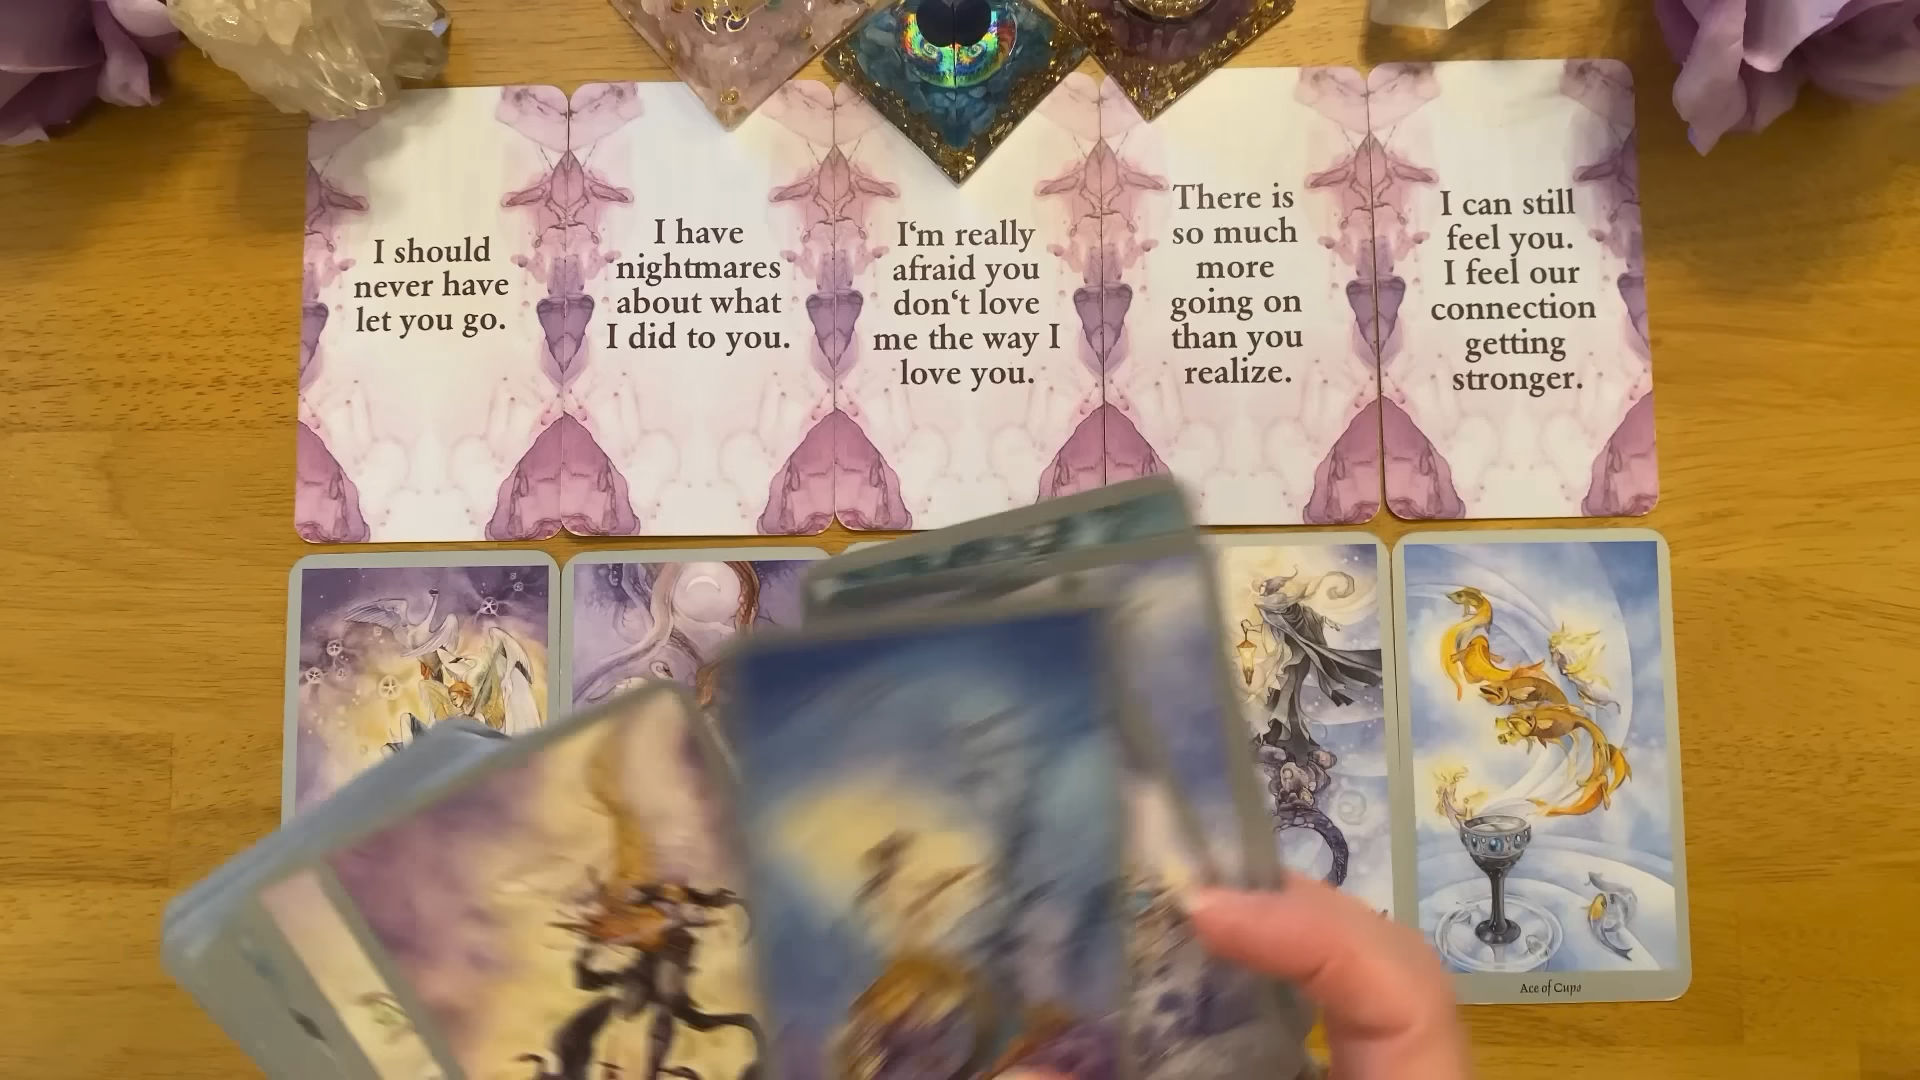 I should
never have
let you go.
I have
nightmares
about what
I did to you.
I‘m really
afraid you
don‘t love
me the way I
love you.
There is
so much
more
going on
than you
realize.
I can still
feel you.
I feel our
connection
getting
stronger.
Ace of Cups